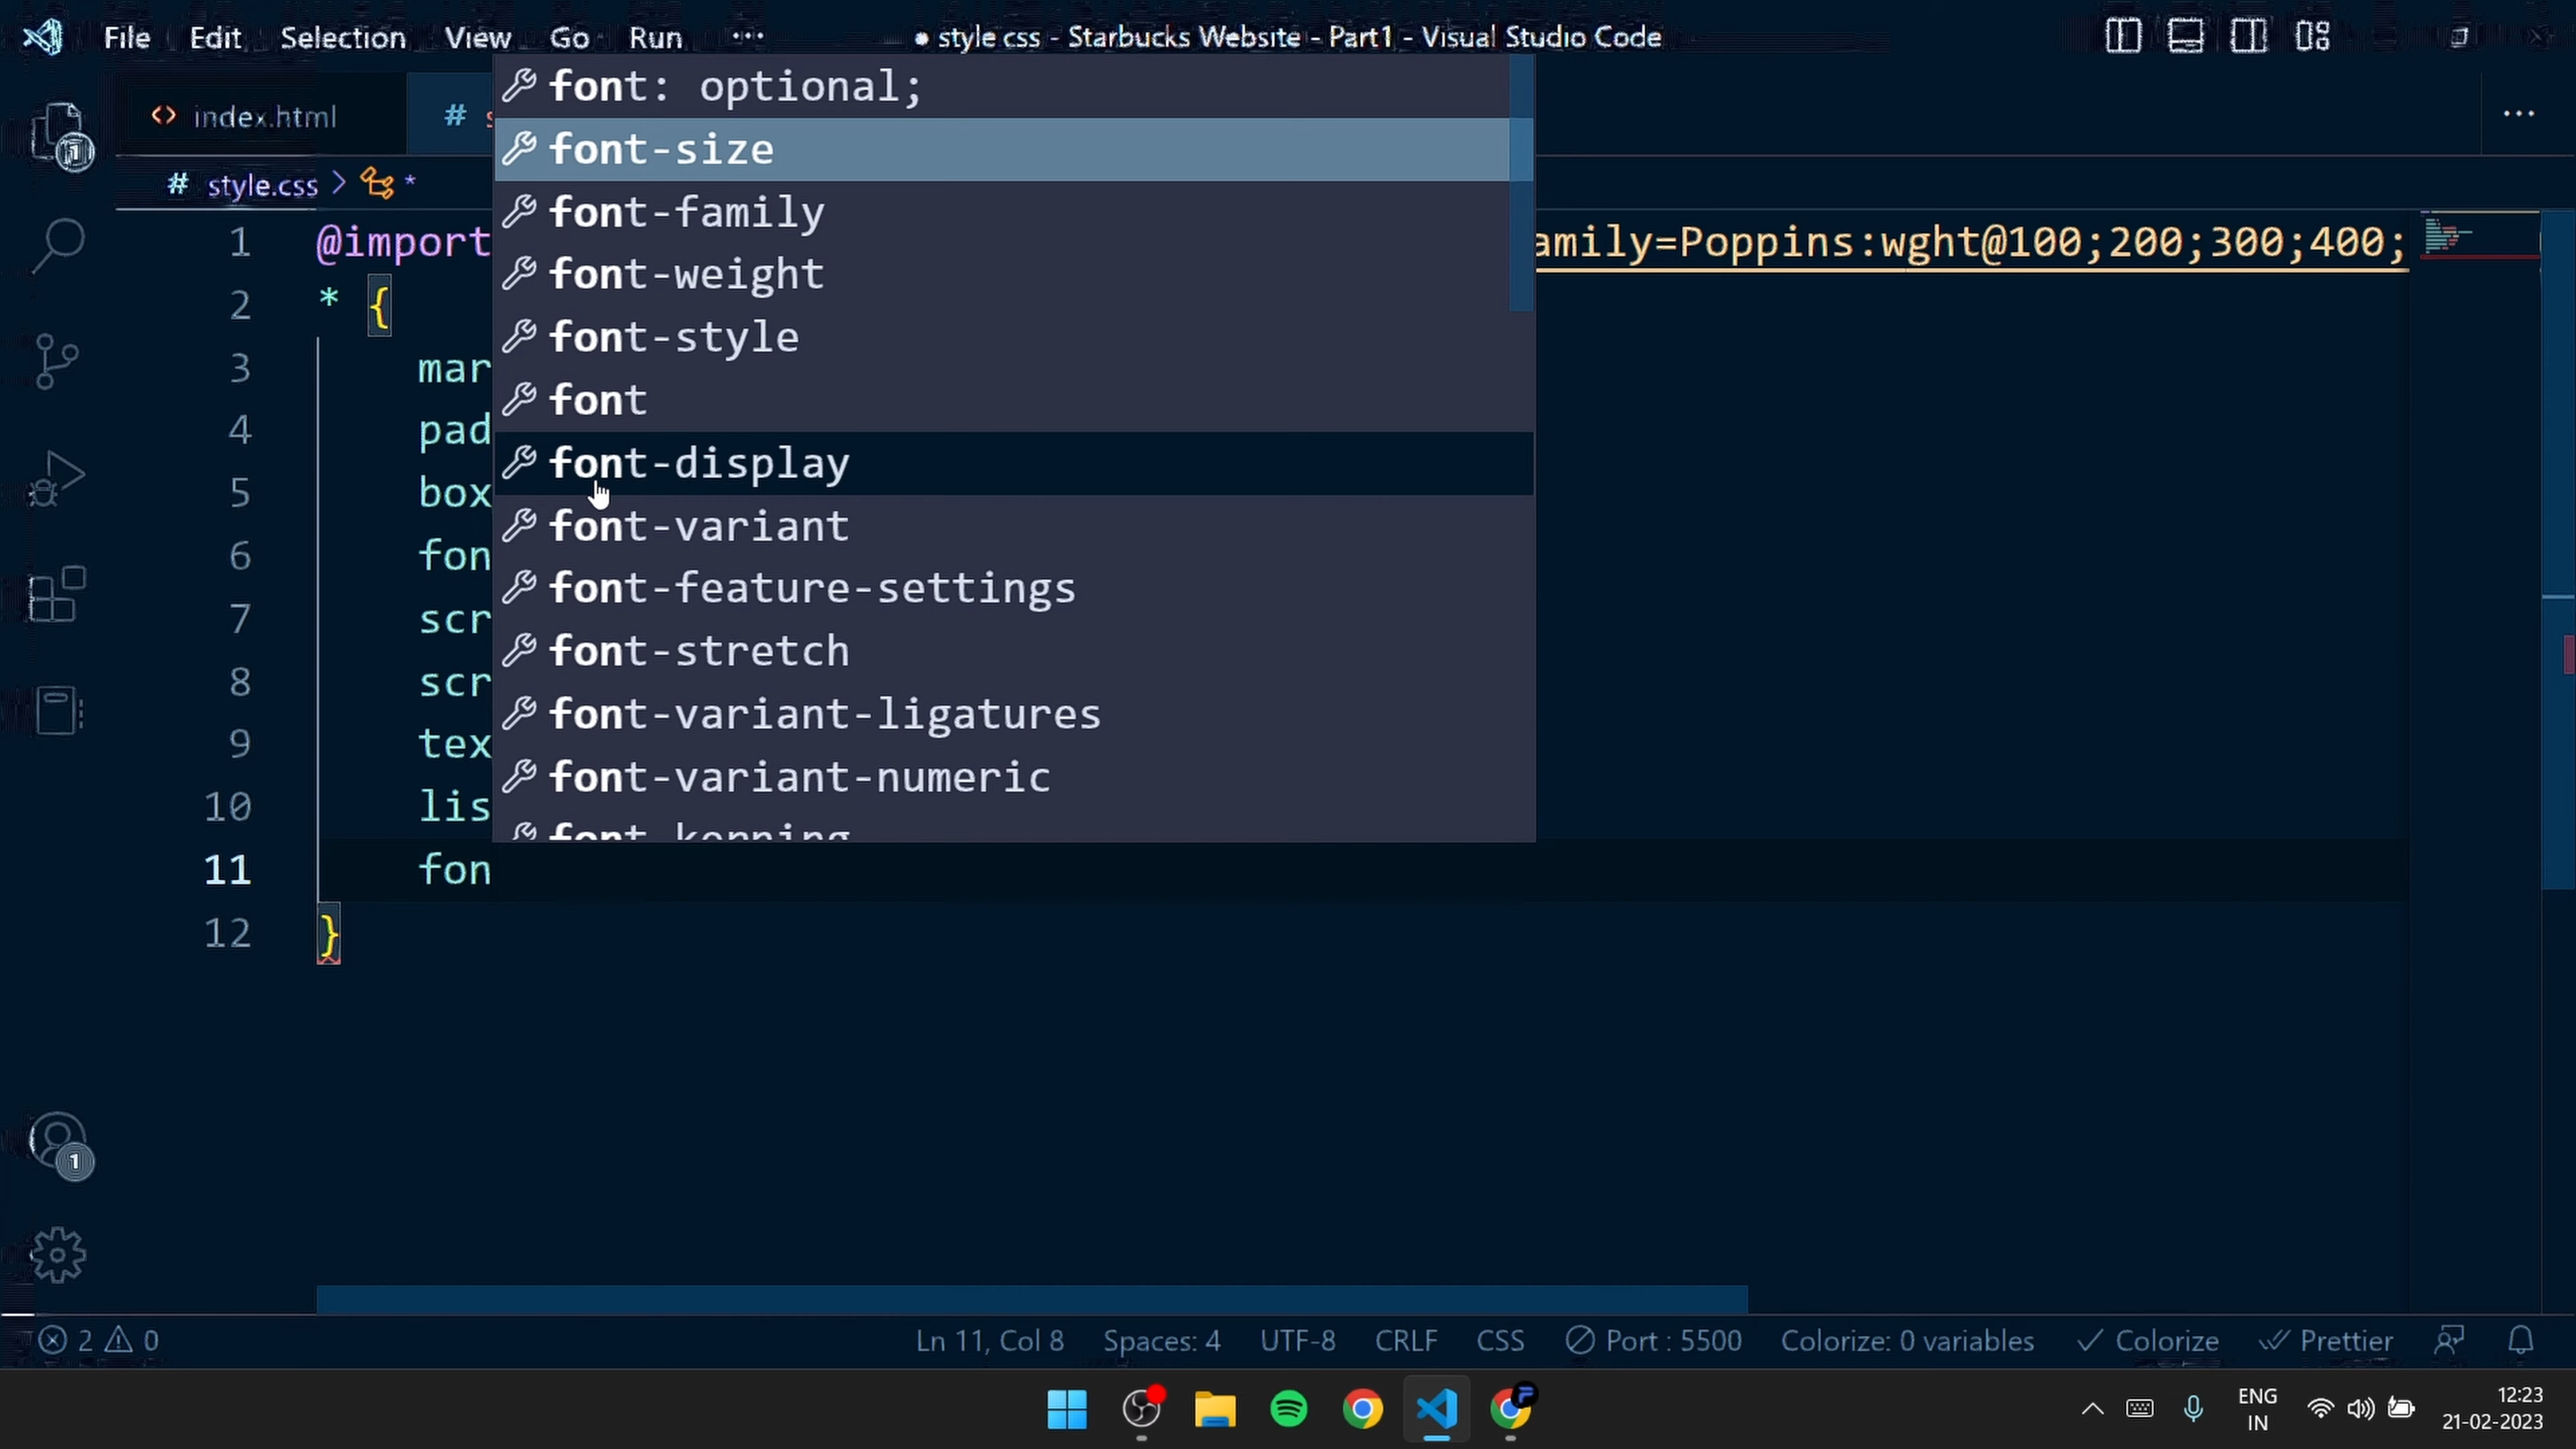 File Edit Selection View Go Run ··· ● style css - Starbucks Website - Part1 - Visual Studio Code
index.html # s ···
# style.css > *
font: optional;
font-size
font-family
font-weight
font-style
font
font-display
font-variant
font-feature-settings
font-stretch
font-variant-ligatures
font-variant-numeric
font-kerning
1 @import amily=Poppins:wght@100;200;300;400;
2 * {
3 mar
4 pad
5 box
6 fon
7 scr
8 scr
9 tex
10 lis
11 fon
12 }
1
1
2 0 Ln 11, Col 8 Spaces: 4 UTF-8 CRLF CSS Port : 5500 Colorize: 0 variables Colorize Prettier
ENG
IN
12:23
21-02-2023